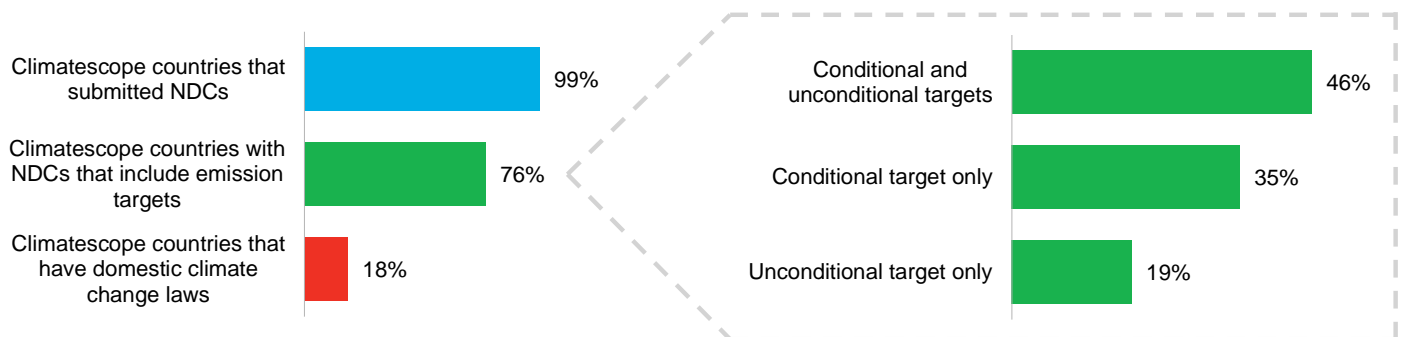 Climatescope countries that
submitted NDCs
99%
Climatescope countries with
NDCs that include emission
targets
76%
Climatescope countries that
have domestic climate
change laws
18%
Conditional and
unconditional targets
46%
Conditional target only
35%
Unconditional target only
19%